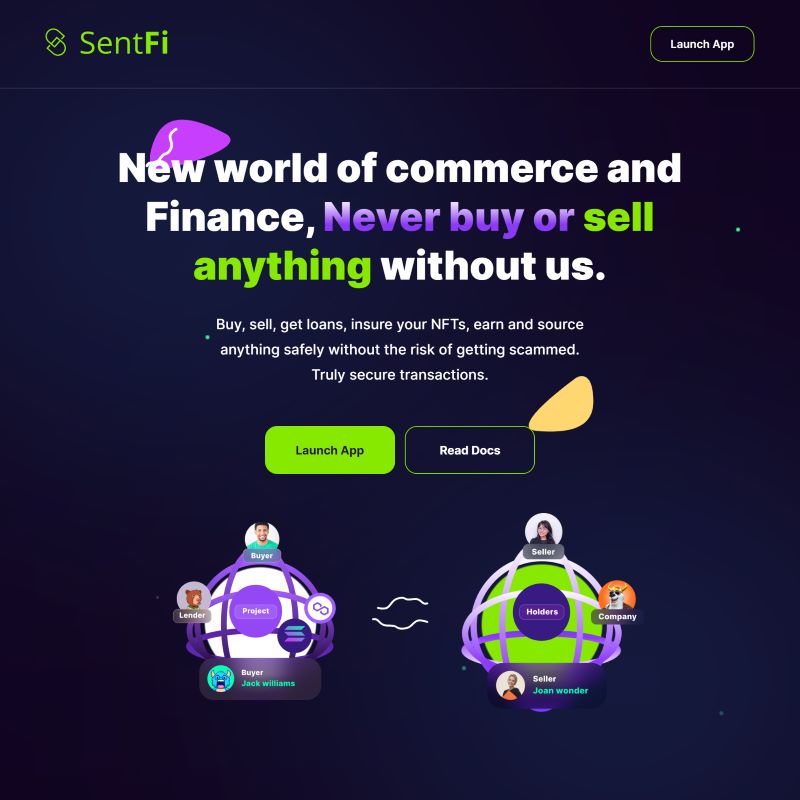 SentFi
Launch App
New world of commerce and
Finance, Never buy or sell
anything without us.
Buy, sell, get loans, insure your NFTs, earn and source
anything safely without the risk of getting scammed.
Truly secure transactions.
Launch App
Read Docs
Buyer
Lender
Project
Buyer
Jack williams
Seller
Holders
Company
Seller
Joan wonder